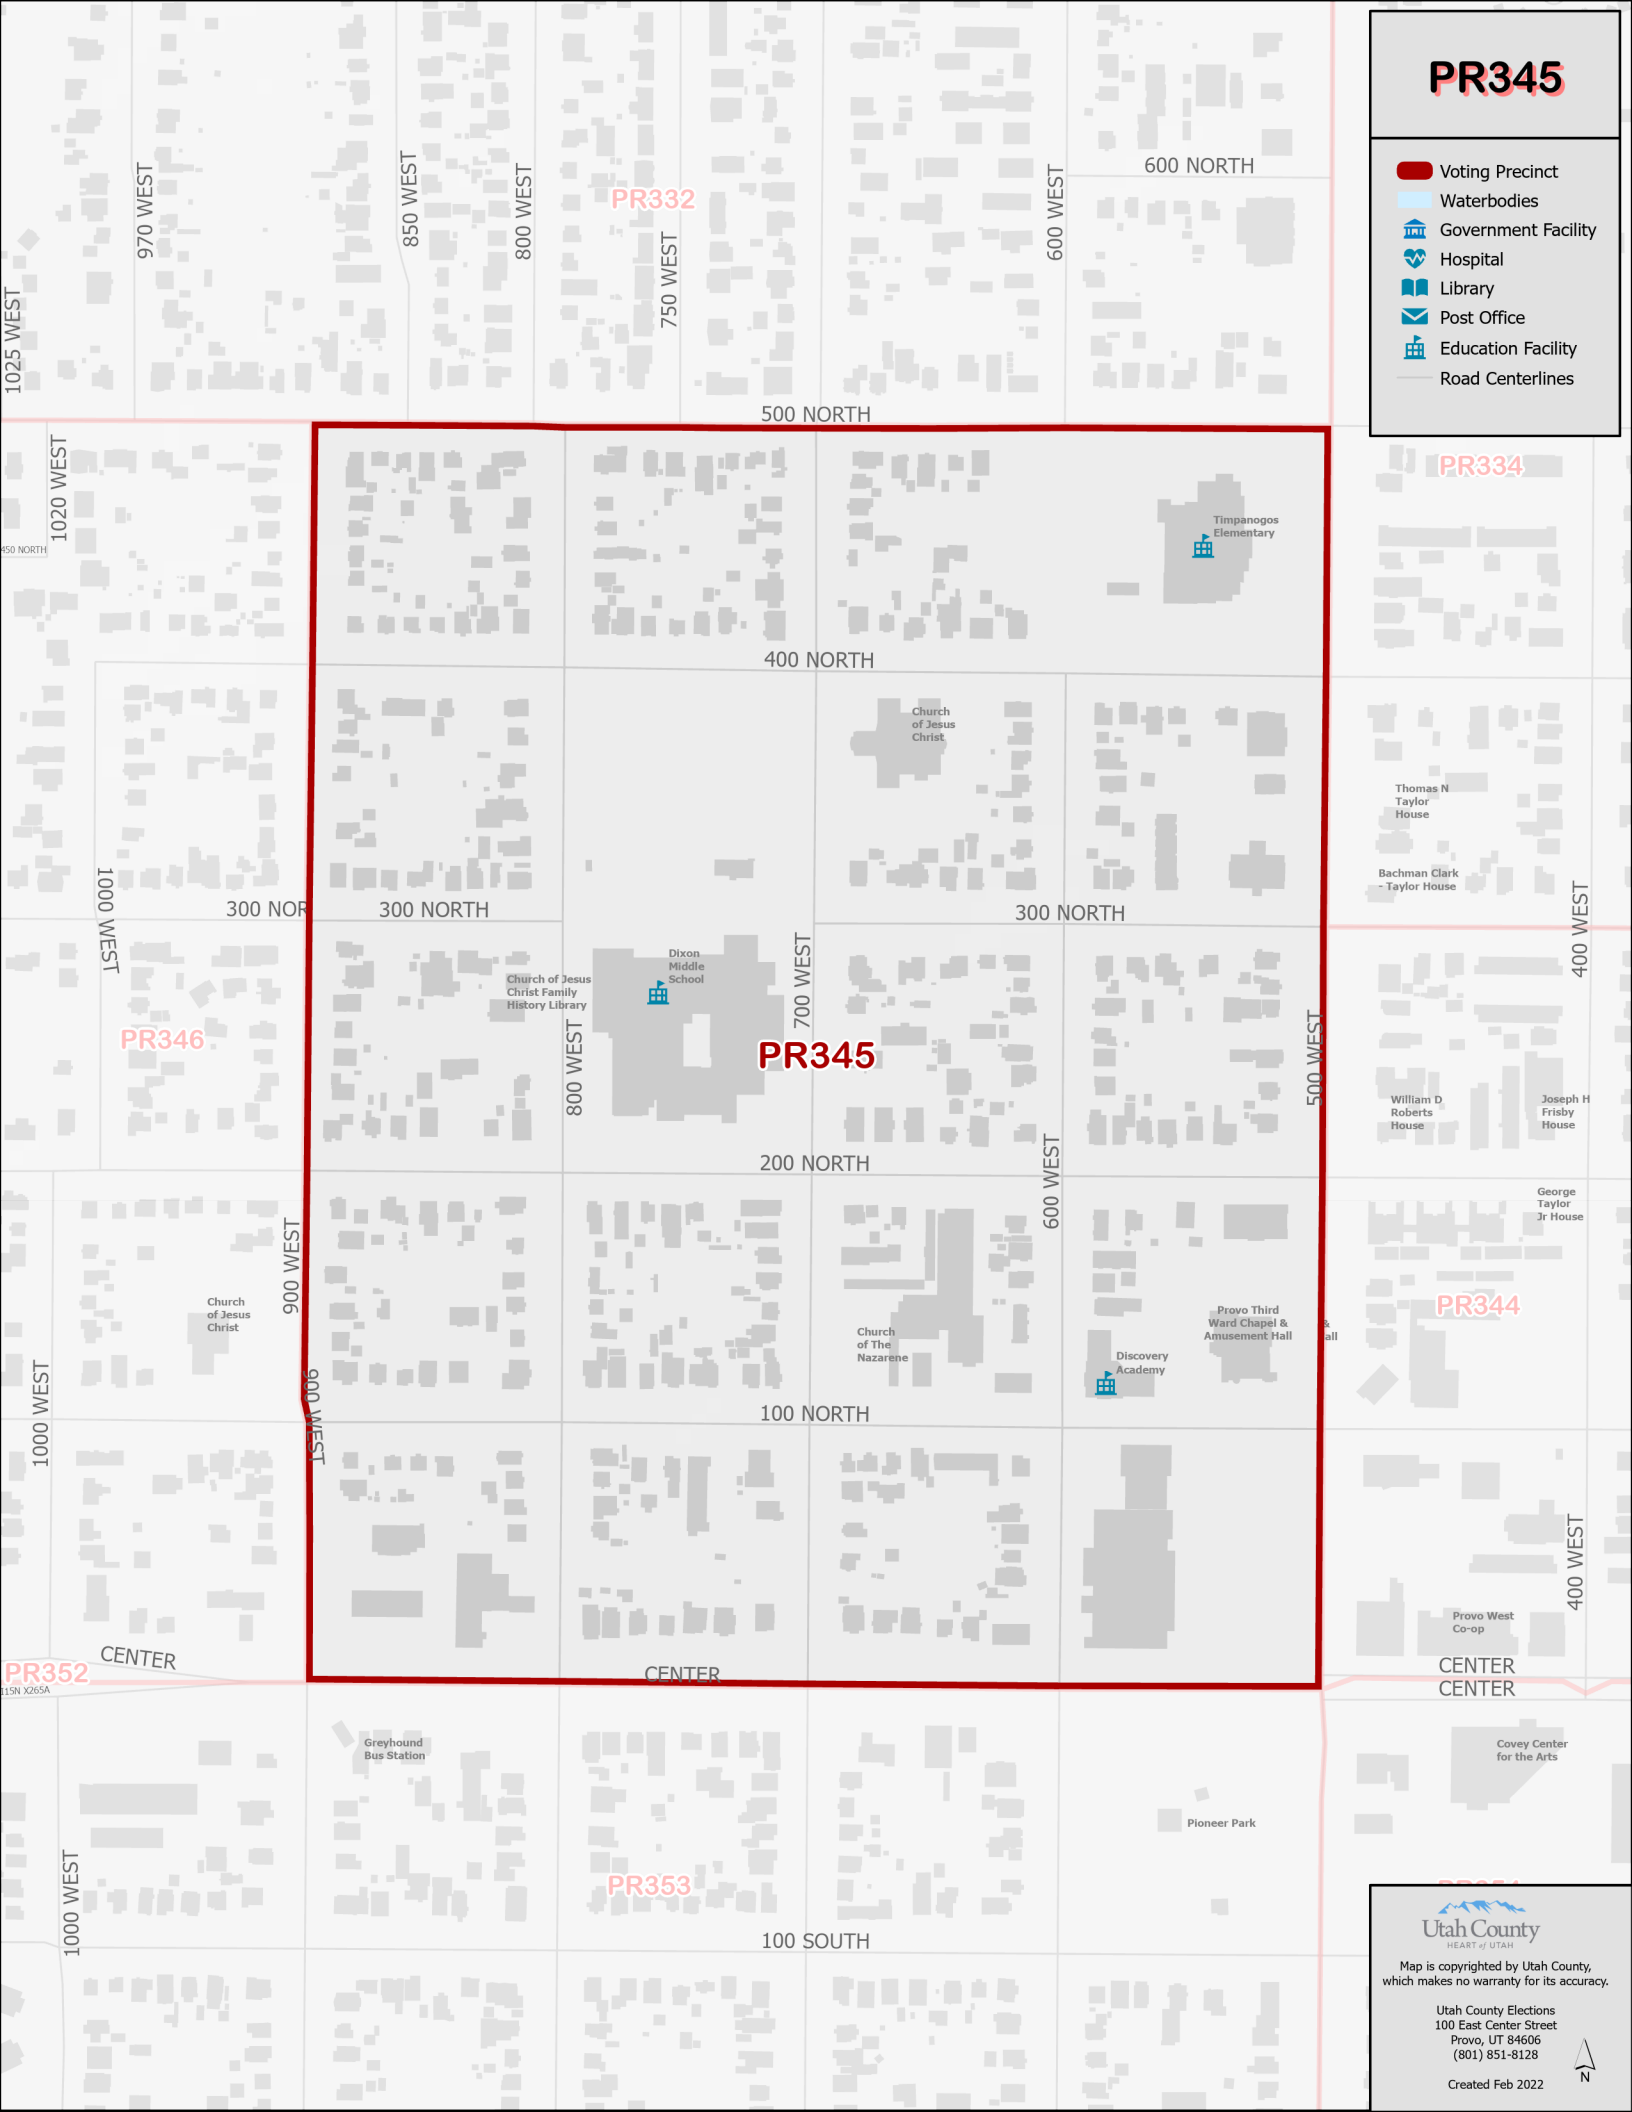 PR345
Voting Precinct
Waterbodies
Government Facility
Hospital
Library
Post Office
Education Facility
Road Centerlines
600 NORTH
970 WEST
850 WEST
800 WEST
PR332
750 WEST
600 WEST
1025 WEST
500 NORTH
1020 WEST
450 NORTH
PR334
Timpanogos
Elementary
400 NORTH
Church
of Jesus
Christ
Thomas N
Taylor
House
Bachman Clark
- Taylor House
1000 WEST
300 NOR
300 NORTH
300 NORTH
400 WEST
Dixon
Middle
School
Church of Jesus
Christ Family
History Library
700 WEST
PR346
800 WEST
PR345
500 WEST
William D
Roberts
House
Joseph H
Frisby
House
200 NORTH
600 WEST
George
Taylor
Jr House
900 WEST
Church
of Jesus
Christ
PR344
Provo Third
Ward Chapel &
Amusement Hall
&
all
Church
of The
Nazarene
Discovery
Academy
1000 WEST
900 WEST
100 NORTH
400 WEST
Provo West
Co-op
CENTER
PR352
I15N X265A
CENTER
CENTER
CENTER
Greyhound
Bus Station
Covey Center
for the Arts
Pioneer Park
PR353
1000 WEST
100 SOUTH
Utah County
HEART of UTAH
Map is copyrighted by Utah County,
which makes no warranty for its accuracy.
Utah County Elections
100 East Center Street
Provo, UT 84606
(801) 851-8128
N
Created Feb 2022